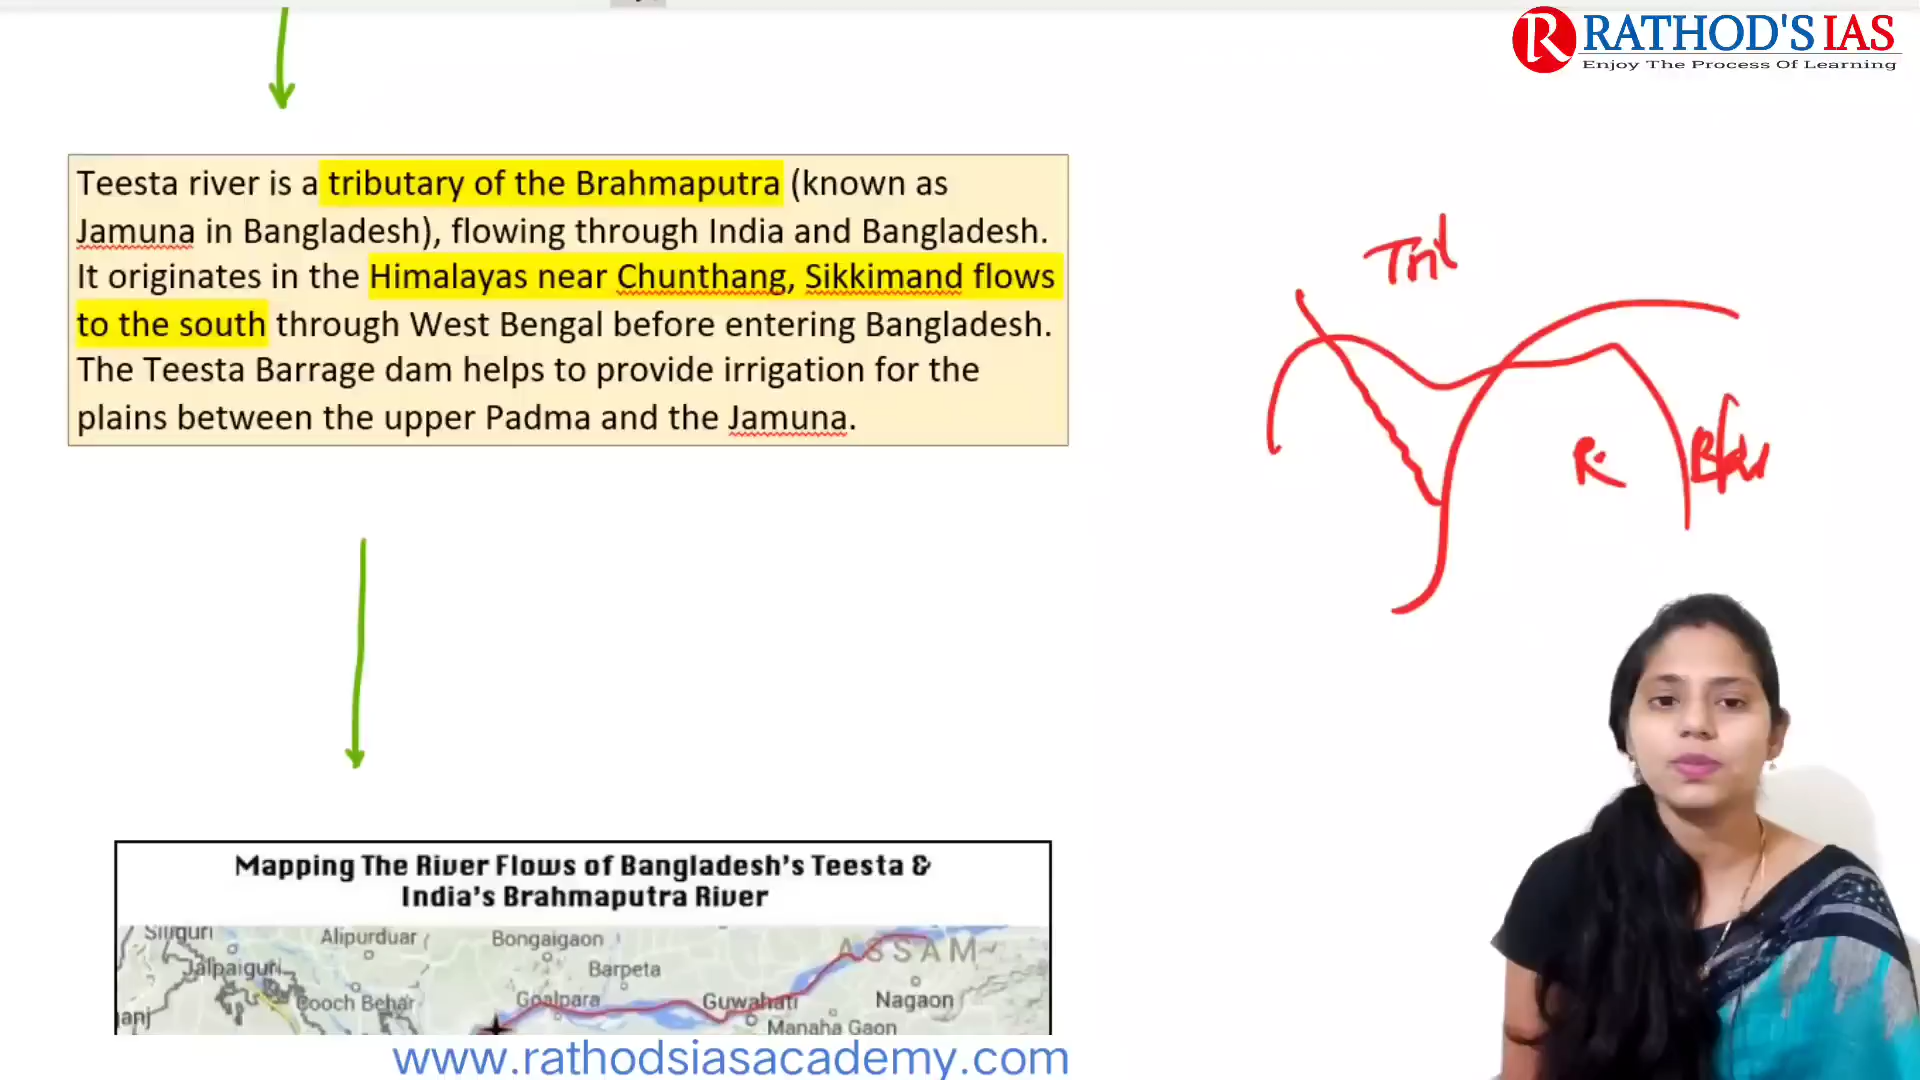 RATHOD'S IAS
Enjoy The Process Of Learning
Teesta river is a tributary of the Brahmaputra (known as
Jamuna in Bangladesh), flowing through India and Bangladesh.
It originates in the Himalayas near Chunthang, Sikkimand flows
to the south through West Bengal before entering Bangladesh.
The Teesta Barrage dam helps to provide irrigation for the
plains between the upper Padma and the Jamuna.
Trib
R
Mapping The River Flows of Bangladesh's Teesta &
India's Brahmaputra River
Siliguri Alipurduar Bongaigaon ASSAM
Jalpaiguri Barpeta
Cooch Behar Goalpara Guwahati Nagaon
anj Manaha Gaon
www.rathodsiasacademy.com